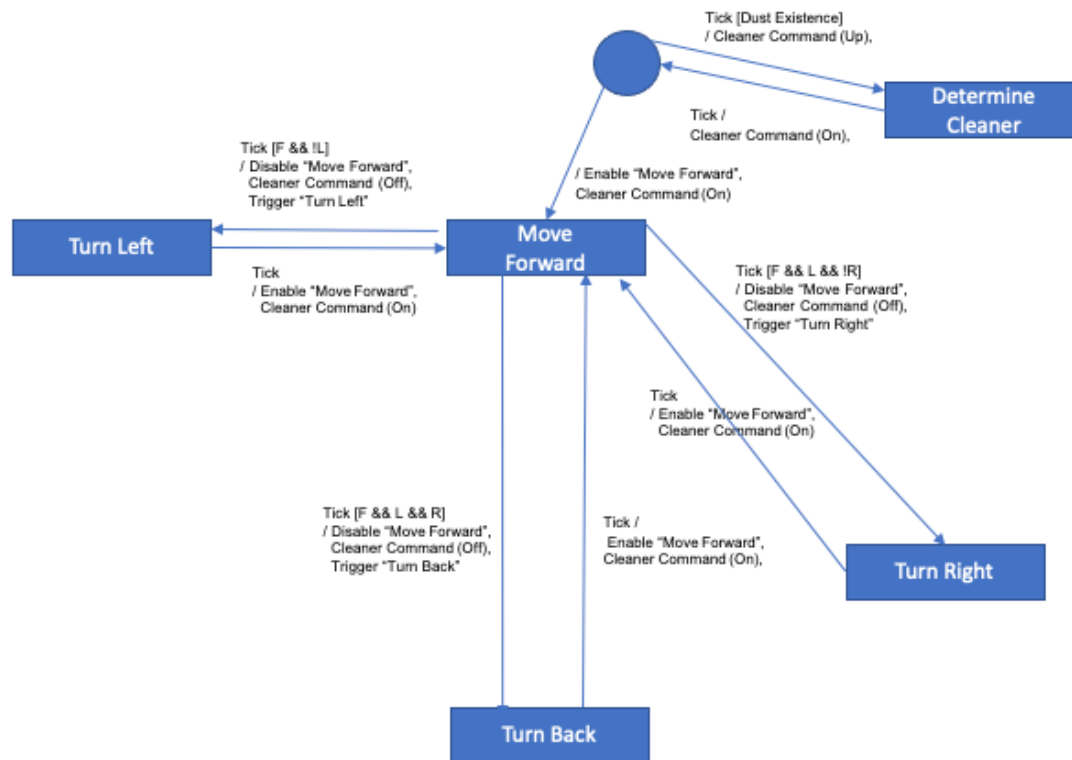 Tick [Dust Existence]
/ Cleaner Command (Up),
Determine
Cleaner
Tick /
Cleaner Command (On),
Tick [F && !L]
/ Disable “Move Forward”,
Cleaner Command (Off),
Trigger “Turn Left”
/ Enable “Move Forward”,
Cleaner Command (On)
Turn Left
Move
Forward
Tick
/ Enable “Move Forward”,
Cleaner Command (On)
Tick [F && L && !R]
/ Disable “Move Forward”,
Cleaner Command (Off),
Trigger “Turn Right”
Tick
/ Enable “Move Forward”,
Cleaner Command (On)
Tick [F && L && R]
/ Disable “Move Forward”,
Cleaner Command (Off),
Trigger “Turn Back”
Tick /
Enable “Move Forward”,
Cleaner Command (On),
Turn Right
Turn Back